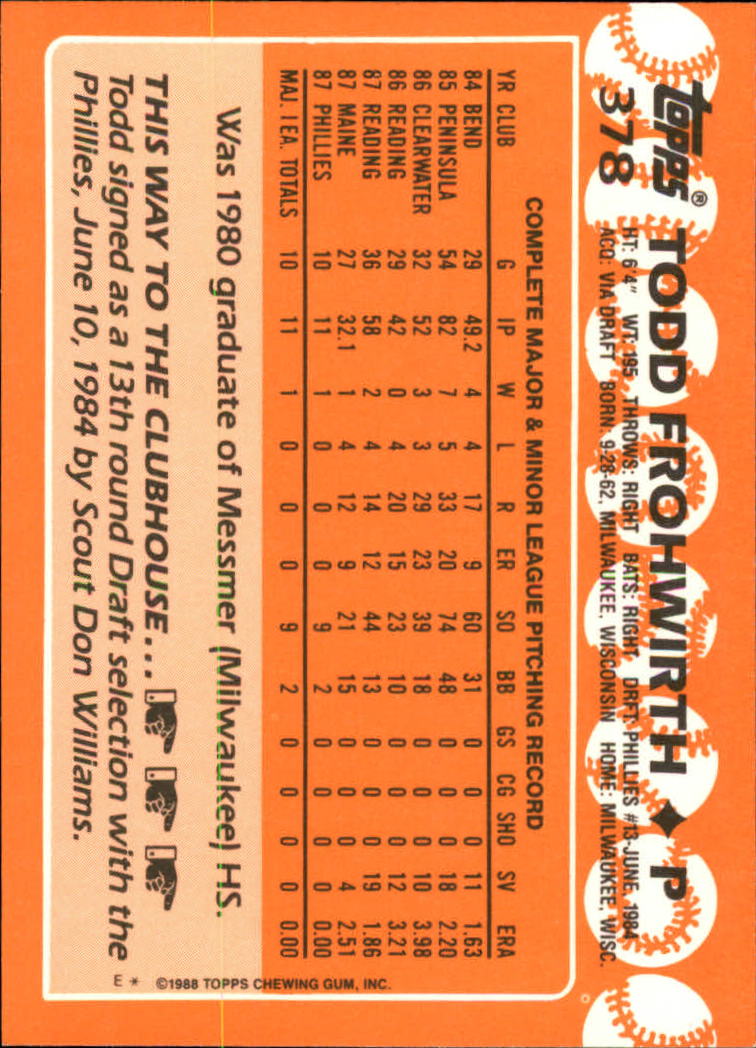 Topps® TODD FROHWIRTH ♦ P
378 HT: 6'4" WT: 195 THROWS: RIGHT BATS: RIGHT DRFT: PHILLIES #13-JUNE, 1984
ACQ: VIA DRAFT BORN: 9-28-62, MILWAUKEE, WISCONSIN HOME: MILWAUKEE, WISC.
COMPLETE MAJOR & MINOR LEAGUE PITCHING RECORD
YR CLUB G IP W L R ER SO BB GS CG SHO SV ERA
84 BEND 29 49.2 4 4 17 9 60 31 0 0 0 11 1.63
85 PENINSULA 54 82 7 5 33 20 74 48 0 0 0 18 2.20
86 CLEARWATER 32 52 3 3 29 23 39 18 0 0 0 10 3.98
86 READING 29 42 0 4 20 15 23 10 0 0 0 12 3.21
87 READING 36 58 2 4 14 12 44 13 0 0 0 19 1.86
87 MAINE 27 32.1 1 4 12 9 21 15 0 0 0 4 2.51
87 PHILLIES 10 11 1 0 0 0 9 2 0 0 0 0 0.00
MAJ. LEA. TOTALS 10 11 1 0 0 0 9 2 0 0 0 0 0.00
Was 1980 graduate of Messmer (Milwaukee) HS.
THIS WAY TO THE CLUBHOUSE...
Todd signed as a 13th round Draft selection with the
Phillies, June 10, 1984 by Scout Don Williams.
E * ©1988 TOPPS CHEWING GUM, INC.